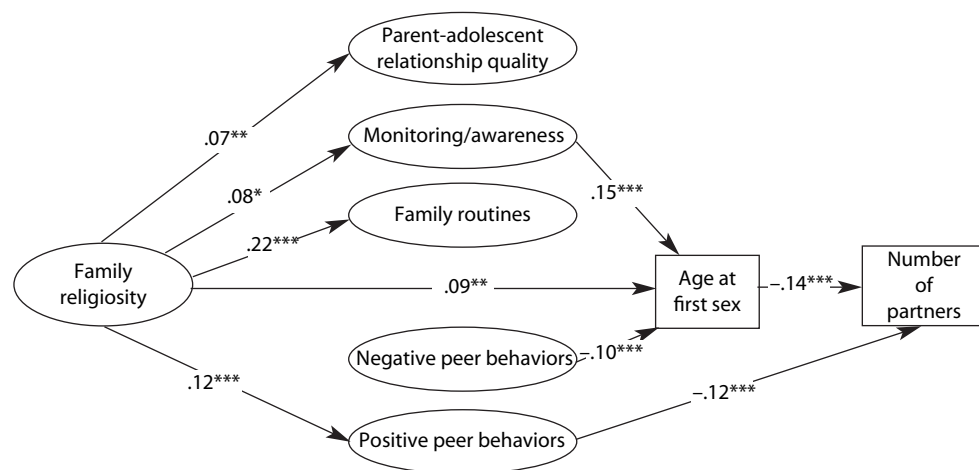 Parent-adolescent
relationship quality
.07**
Monitoring/awareness
.08*
.15***
Family routines
.22***
Family
religiosity
.09**
Age at
first sex
–.14***
Number
of
partners
Negative peer behaviors
–.10***
.12***
–.12***
Positive peer behaviors